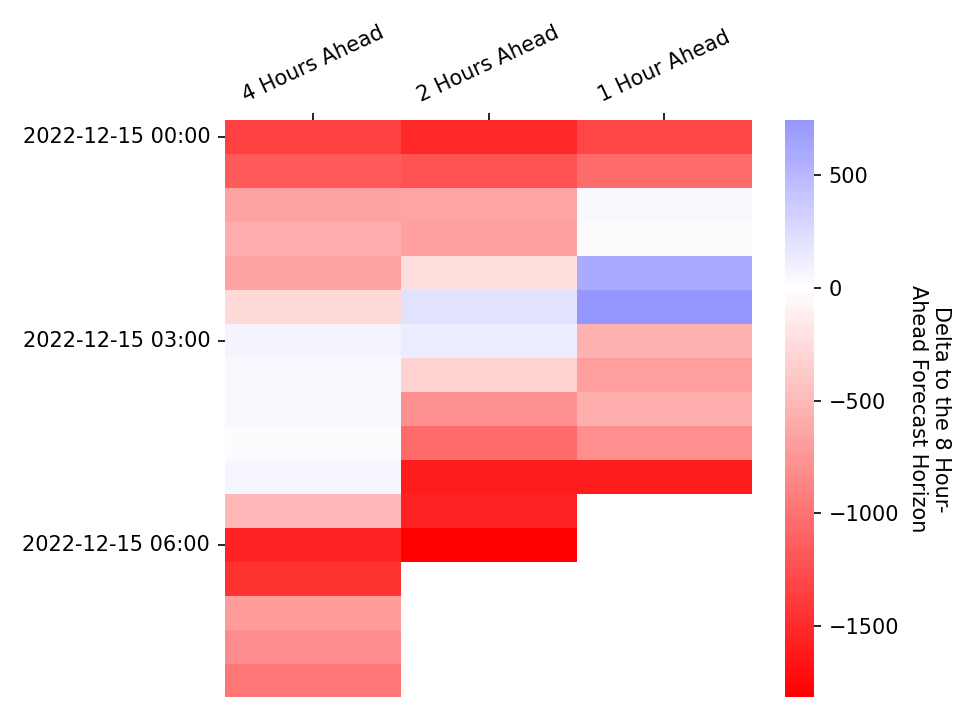 4 Hours Ahead
2 Hours Ahead
1 Hour Ahead
2022-12-15 00:00
2022-12-15 03:00
2022-12-15 06:00
500
0
−500
−1000
−1500
Delta to the 8 Hour-
Ahead Forecast Horizon